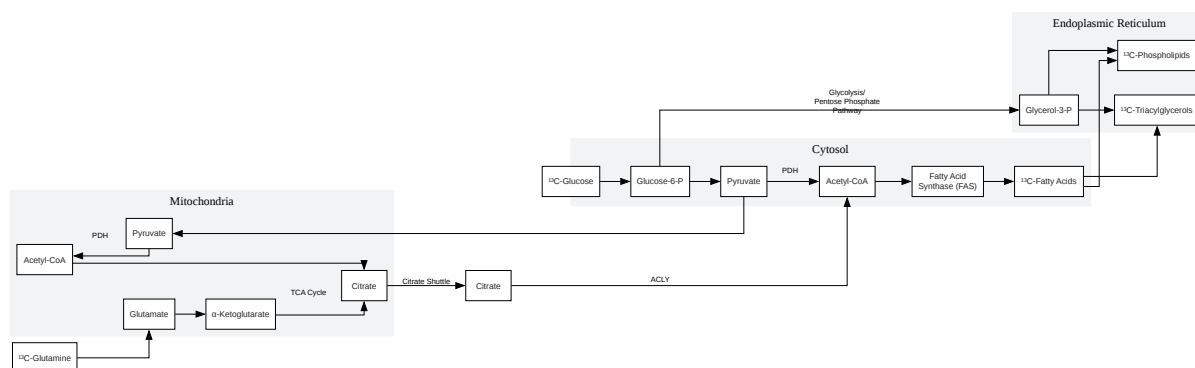 Endoplasmic Reticulum
¹³C-Phospholipids
Glycolysis/
Pentose Phosphate
Pathway
Glycerol-3-P
¹³C-Triacylglycerols
Cytosol
¹³C-Glucose
Glucose-6-P
Pyruvate
PDH
Acetyl-CoA
Fatty Acid
Synthase (FAS)
¹³C-Fatty Acids
Mitochondria
Pyruvate
PDH
Acetyl-CoA
Citrate
Citrate Shuttle
Citrate
ACLY
TCA Cycle
Glutamate
α-Ketoglutarate
¹³C-Glutamine